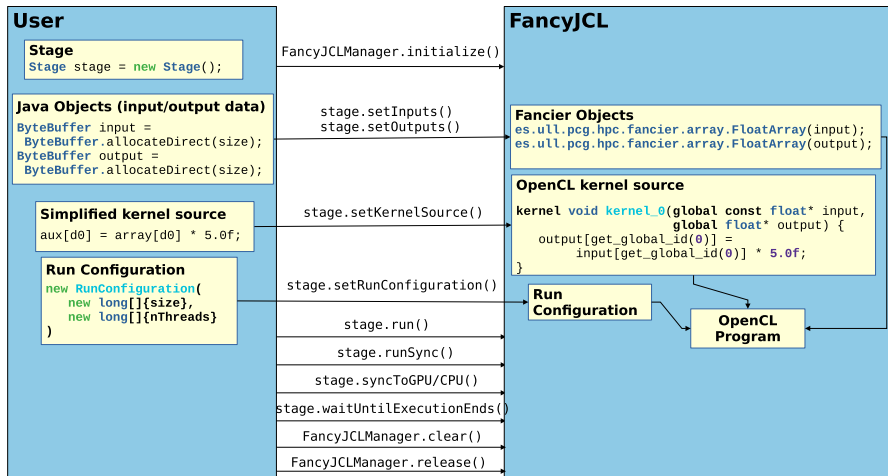 User
Stage
Stage stage = new Stage();
Java Objects (input/output data)
ByteBuffer input =
ByteBuffer.allocateDirect(size);
ByteBuffer output =
ByteBuffer.allocateDirect(size);
Simplified kernel source
aux[d0] = array[d0] * 5.0f;
Run Configuration
new RunConfiguration(
new long[]{size},
new long[]{nThreads}
)
FancyJCLManager.initialize()
stage.setInputs()
stage.setOutputs()
stage.setKernelSource()
stage.setRunConfiguration()
stage.run()
stage.runSync()
stage.syncToGPU/CPU()
stage.waitUntilExecutionEnds()
FancyJCLManager.clear()
FancyJCLManager.release()
FancyJCL
Fancier Objects
es.ull.pcg.hpc.fancier.array.FloatArray(input);
es.ull.pcg.hpc.fancier.array.FloatArray(output);
OpenCL kernel source
kernel void kernel_0(global const float* input,
global float* output) {
output[get_global_id(0)] =
input[get_global_id(0)] * 5.0f;
}
Run
Configuration
OpenCL
Program